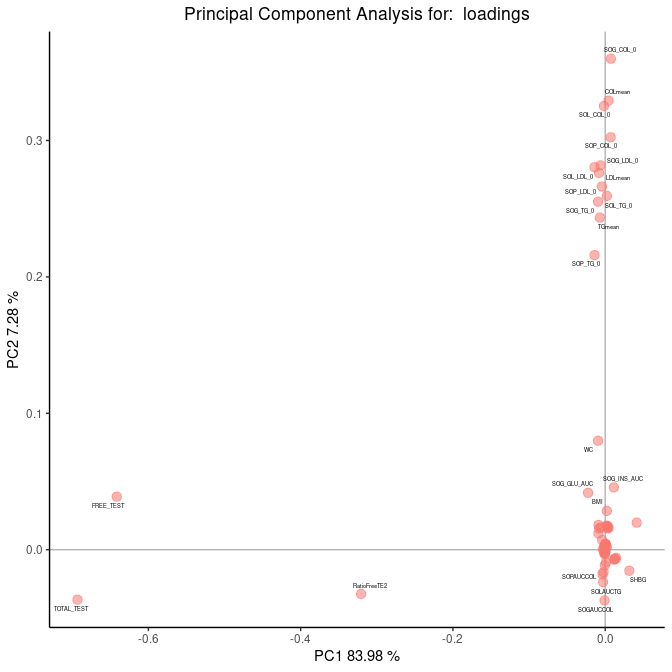 Principal Component Analysis for:  loadings
SOG_COL_0
COLmean
SOL_COL_0
SOP_COL_0
SOG_LDL_0
SOL_LDL_0
LDLmean
SOP_LDL_0
SOL_TG_0
SOG_TG_0
TGmean
SOP_TG_0
WC
SOG_GLU_AUC
SOG_INS_AUC
BMI
FREE_TEST
SOPAUCCOL
SHBG
RatioFreeTE2
SOLAUCTG
TOTAL_TEST
SOGAUCCOL
0.3
0.2
0.1
0.0
PC2 7.28 %
-0.6
-0.4
-0.2
0.0
PC1 83.98 %